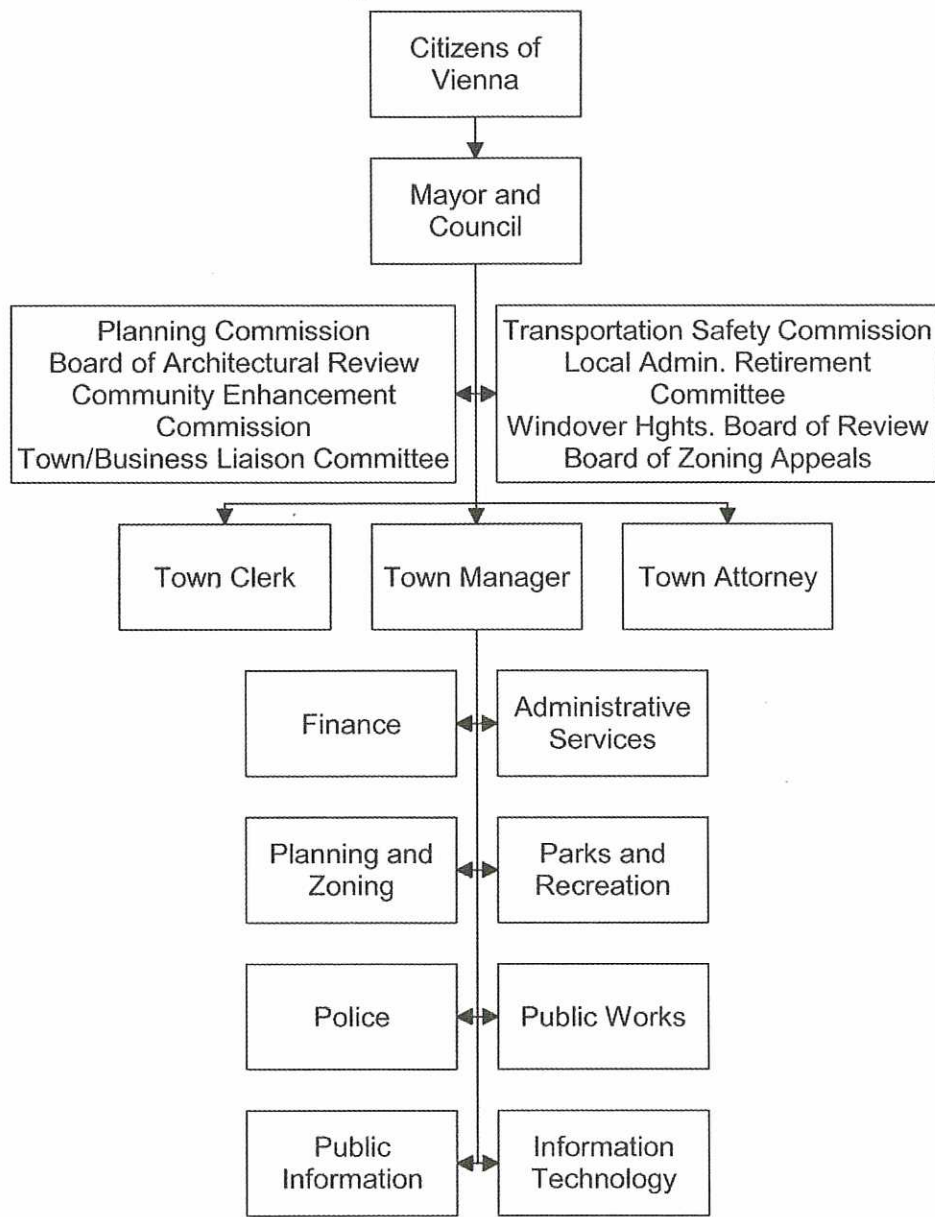 Citizens of
Vienna
Mayor and
Council
Planning Commission
Board of Architectural Review
Community Enhancement
Commission
Town/Business Liaison Committee
Transportation Safety Commission
Local Admin. Retirement
Committee
Windover Hghts. Board of Review
Board of Zoning Appeals
Town Clerk
Town Manager
Town Attorney
Finance
Administrative
Services
Planning and
Zoning
Parks and
Recreation
Police
Public Works
Public
Information
Information
Technology